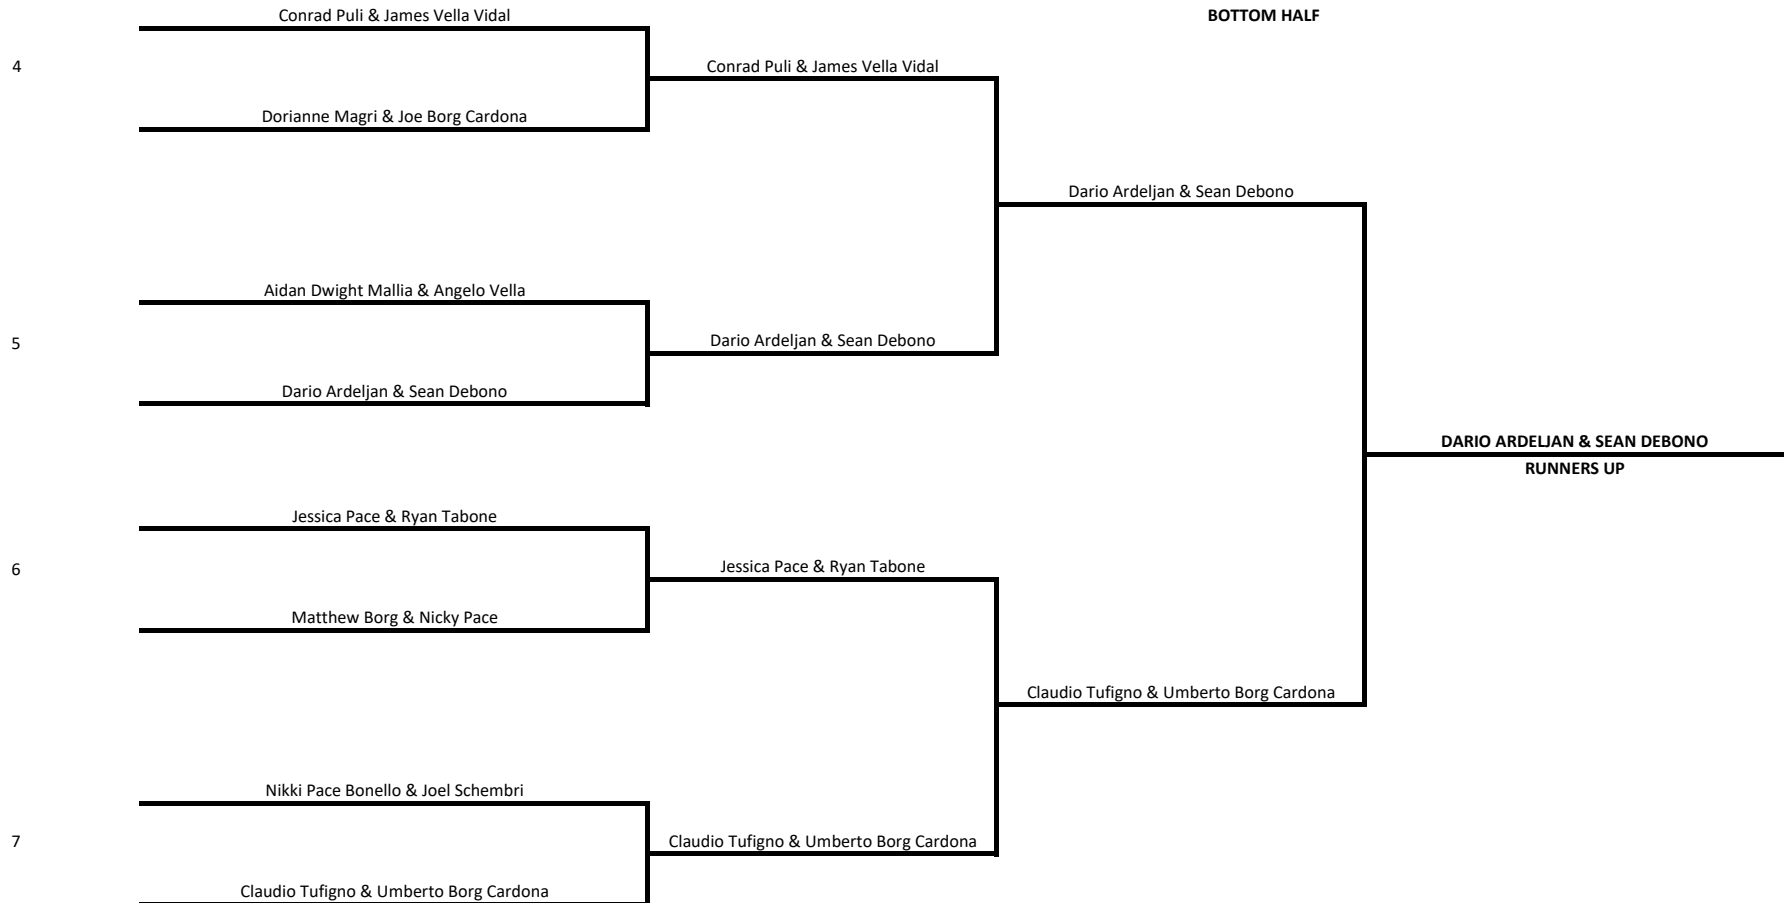 Conrad Puli & James Vella Vidal
BOTTOM HALF
4
Conrad Puli & James Vella Vidal
Dorianne Magri & Joe Borg Cardona
Dario Ardeljan & Sean Debono
Aidan Dwight Mallia & Angelo Vella
5
Dario Ardeljan & Sean Debono
Dario Ardeljan & Sean Debono
DARIO ARDELJAN & SEAN DEBONO
RUNNERS UP
Jessica Pace & Ryan Tabone
6
Jessica Pace & Ryan Tabone
Matthew Borg & Nicky Pace
Claudio Tufigno & Umberto Borg Cardona
Nikki Pace Bonello & Joel Schembri
7
Claudio Tufigno & Umberto Borg Cardona
Claudio Tufigno & Umberto Borg Cardona